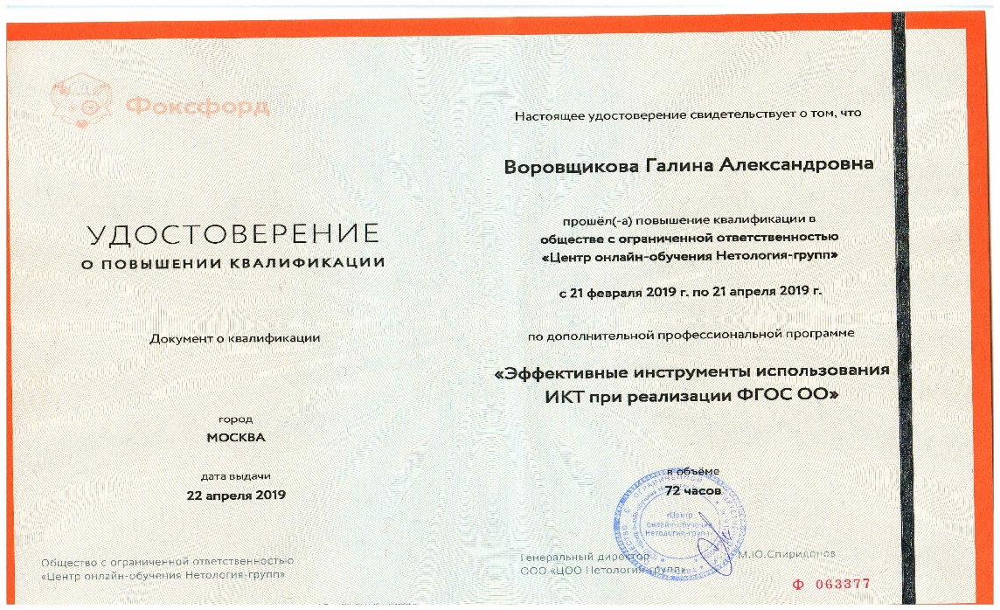 Фоксфорд
УДОСТОВЕРЕНИЕ
О ПОВЫШЕНИИ КВАЛИФИКАЦИИ
Документ о квалификации
город
МОСКВА
дата выдачи
22 апреля 2019
Общество с ограниченной ответственностью
«Центр онлайн-обучения Нетология-групп»
Настоящее удостоверение свидетельствует о том, что
Воровщикова Галина Александровна
прошёл(-а) повышение квалификации в
обществе с ограниченной ответственностью
«Центр онлайн-обучения Нетология-групп»
с 21 февраля 2019 г. по 21 апреля 2019 г.
по дополнительной профессиональной программе
«Эффективные инструменты использования
ИКТ при реализации ФГОС ОО»
в объёме
72 часов
«Центр
онлайн-обучения
Нетология-групп»
Генеральный директор
ООО «ЦОО Нетология-групп»
М.Ю.Спиридонов
Ф 063377